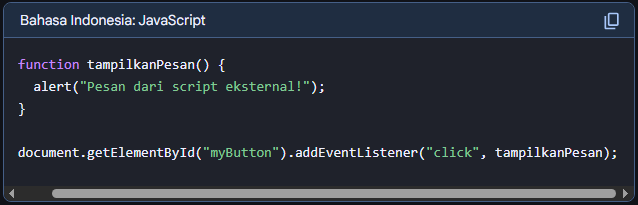 Bahasa Indonesia: JavaScript
function tampilkanPesan() {
  alert("Pesan dari script eksternal!");
}
document.getElementById("myButton").addEventListener("click", tampilkanPesan);